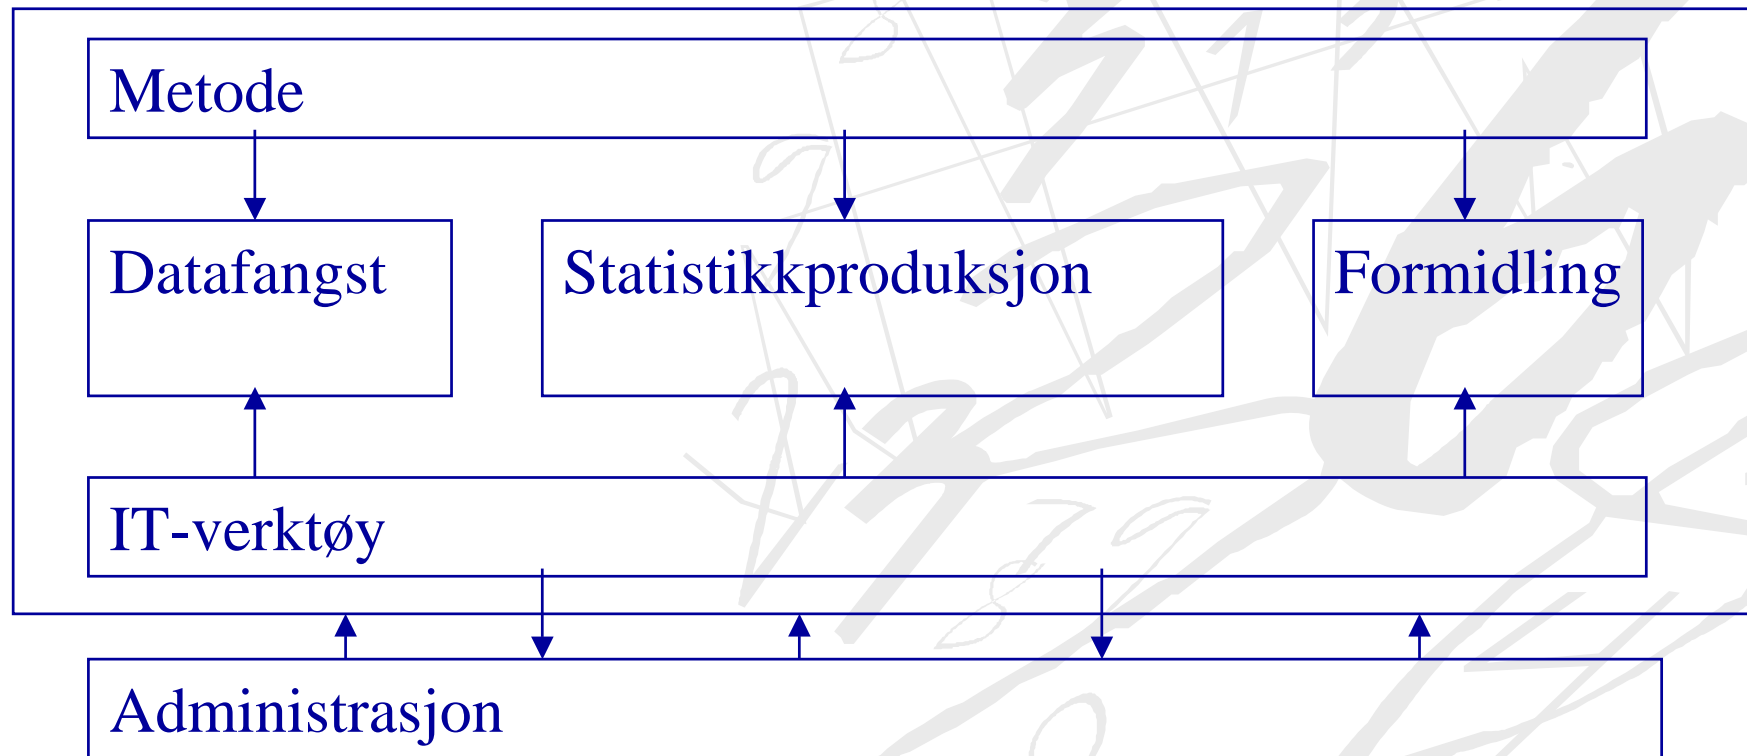 Metode
Datafangst
Statistikkproduksjon
Formidling
IT-verktøy
Administrasjon